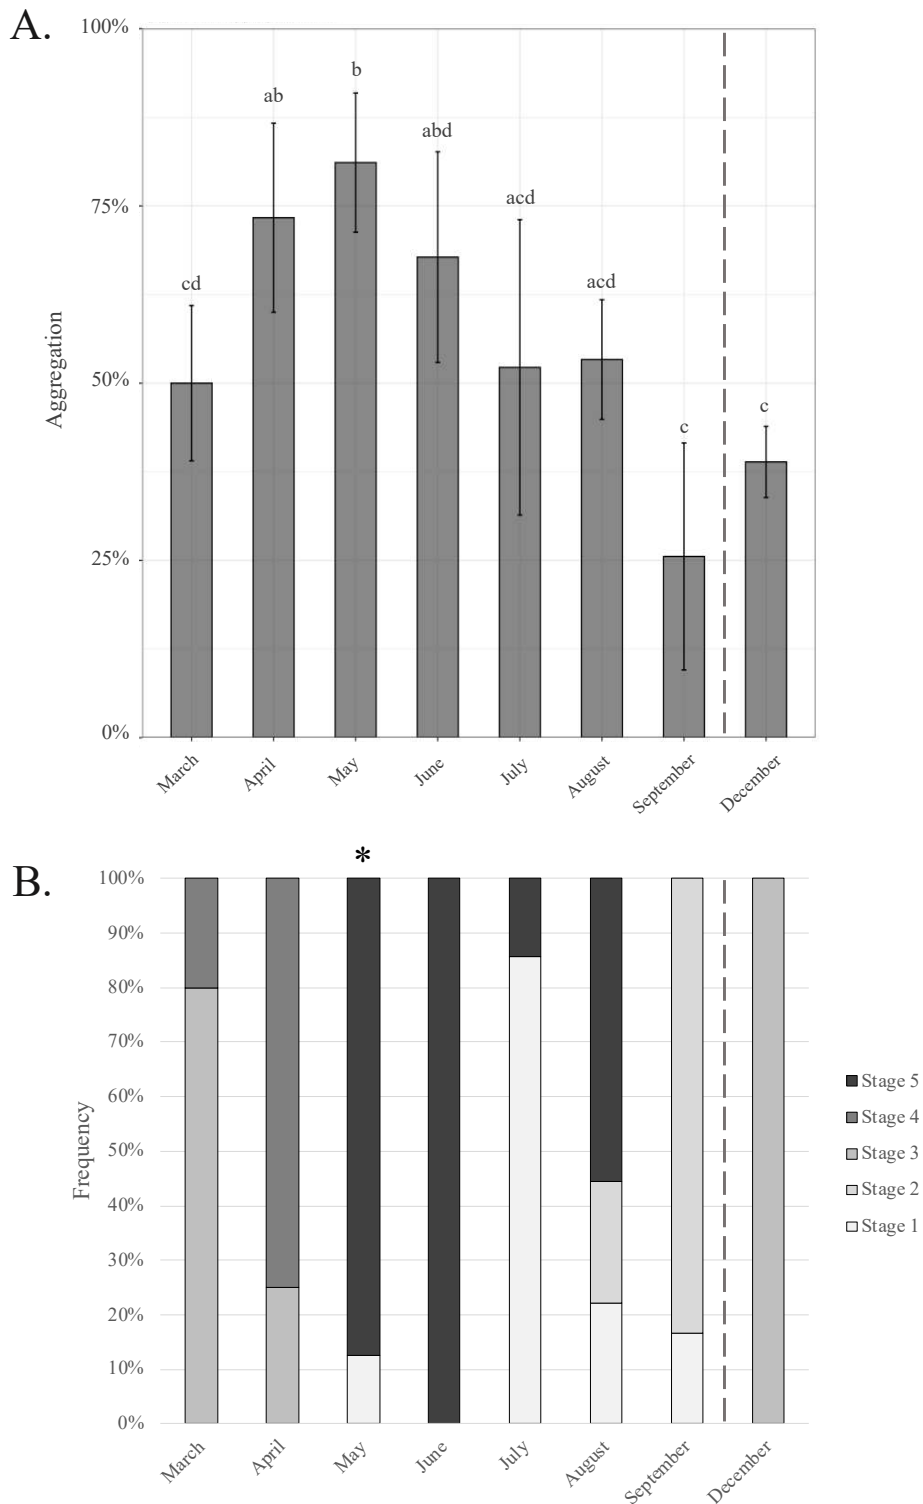 A.
100%
75%
50%
25%
0%
Aggregation
cd
ab
b
abd
acd
acd
c
c
March
April
May
June
July
August
September
December
B.
*
100%
90%
80%
70%
60%
50%
40%
30%
20%
10%
0%
Frequency
Stage 5
Stage 4
Stage 3
Stage 2
Stage 1
March
April
May
June
July
August
September
December